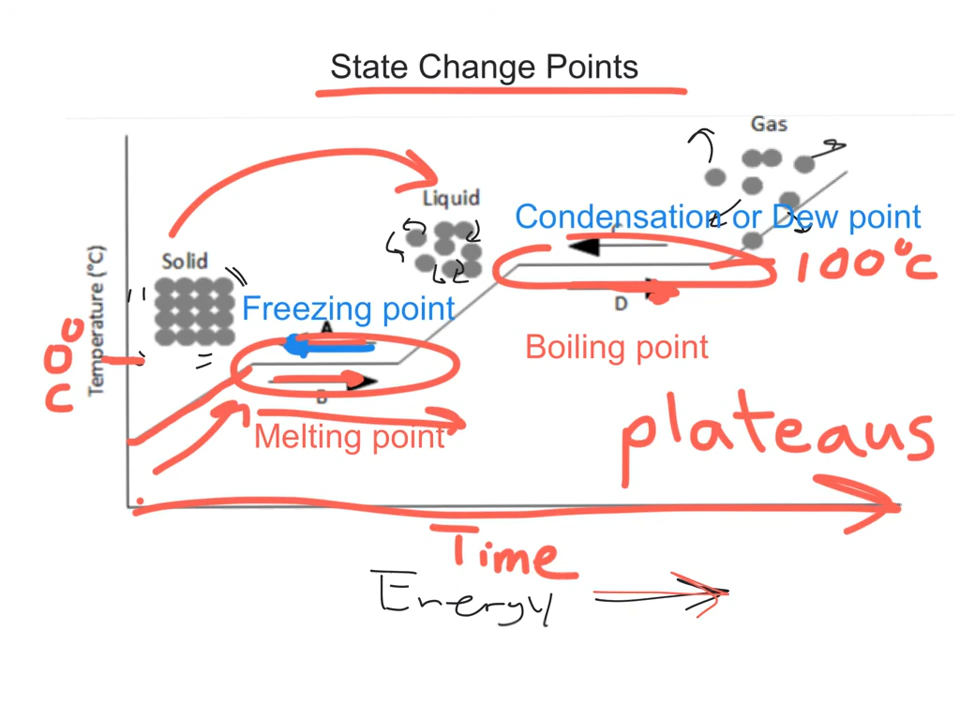 State Change Points
Gas
Liquid
Condensation or Dew point
C
Solid
100°C
Freezing point
A
D
Temperature (°C)
0°
C
Boiling point
B
Melting point
plateaus
Time
Energy